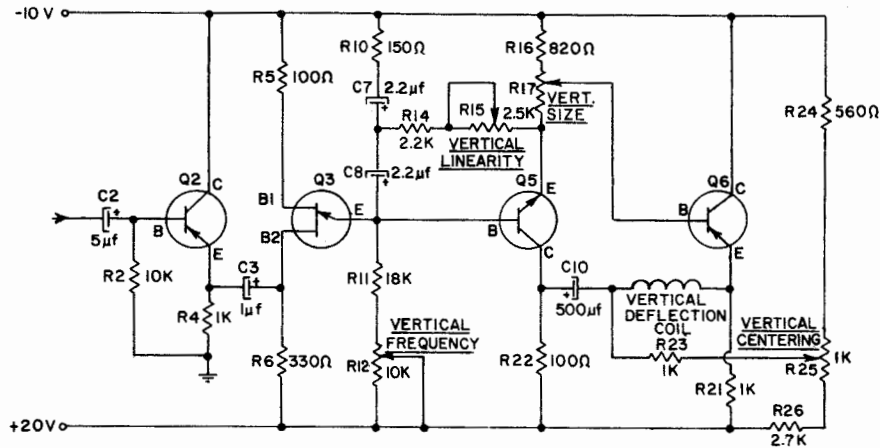 -10V
R10 150Ω
R16 820Ω
R5 100Ω
C7 2.2µf
+
R17
VERT. SIZE
R14 2.2K
R15 2.5K
VERTICAL LINEARITY
R24 560Ω
C8 2.2µf
+
Q2
C
B
E
Q3
B1
B2
E
Q5
E
B
C
Q6
C
B
E
C2
+
5µf
R2 10K
R4 1K
C3
+
1µf
R11 18K
C10
+
500µf
VERTICAL DEFLECTION COIL
R6 330Ω
VERTICAL FREQUENCY
R12 10K
R22 100Ω
R23 1K
VERTICAL CENTERING
1K
R25
R21 1K
R26 2.7K
+20V